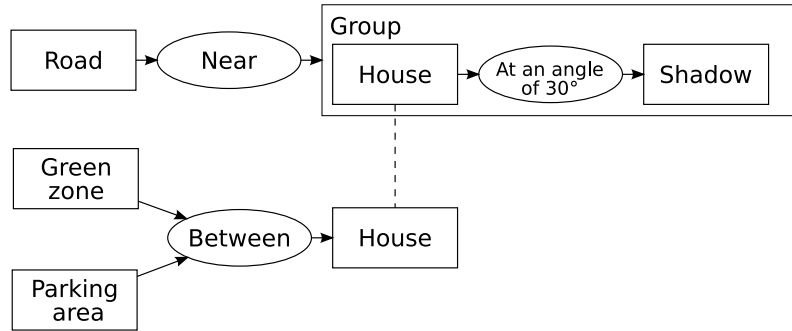 Group
Road
Near
House
At an angle
of 30°
Shadow
Green
zone
Between
House
Parking
area